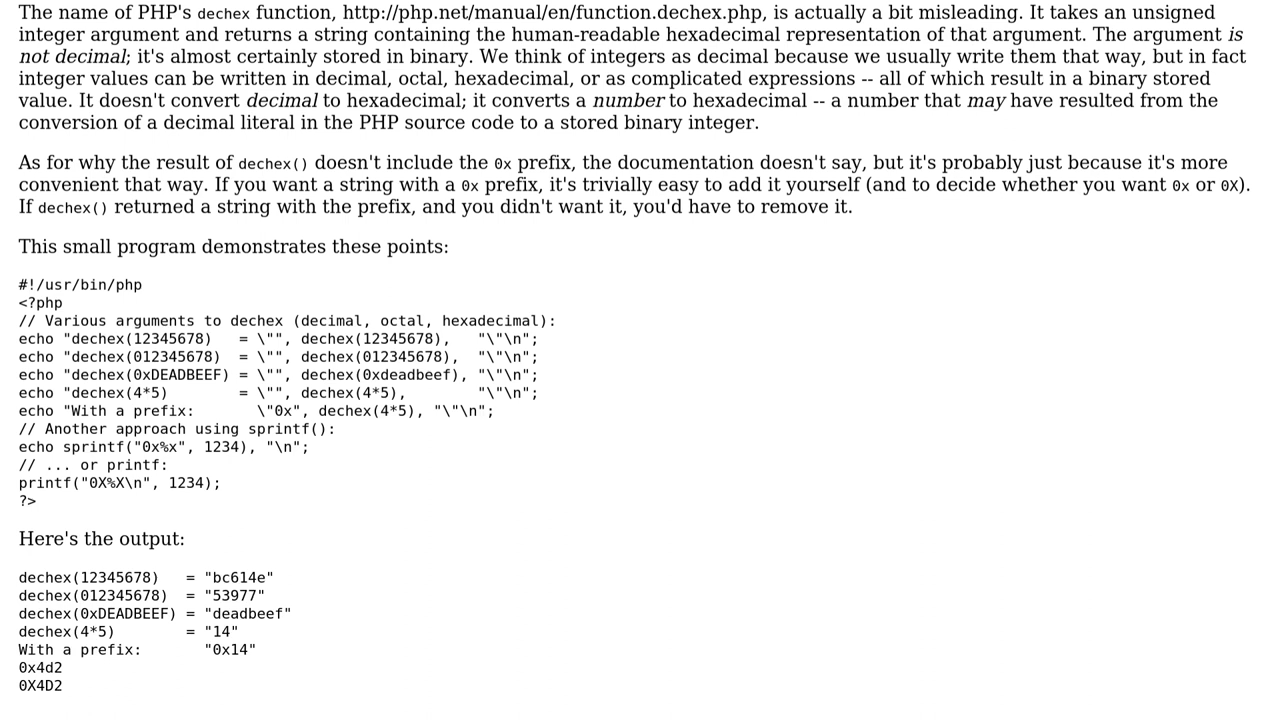 The name of PHP's dechex function, http://php.net/manual/en/function.dechex.php, is actually a bit misleading. It takes an unsigned
integer argument and returns a string containing the human-readable hexadecimal representation of that argument. The argument is
not decimal; it's almost certainly stored in binary. We think of integers as decimal because we usually write them that way, but in fact
integer values can be written in decimal, octal, hexadecimal, or as complicated expressions -- all of which result in a binary stored
value. It doesn't convert decimal to hexadecimal; it converts a number to hexadecimal -- a number that may have resulted from the
conversion of a decimal literal in the PHP source code to a stored binary integer.
As for why the result of dechex() doesn't include the 0x prefix, the documentation doesn't say, but it's probably just because it's more
convenient that way. If you want a string with a 0x prefix, it's trivially easy to add it yourself (and to decide whether you want 0x or 0X).
If dechex() returned a string with the prefix, and you didn't want it, you'd have to remove it.
This small program demonstrates these points:
#!/usr/bin/php
<?php
// Various arguments to dechex (decimal, octal, hexadecimal):
echo "dechex(12345678)   = \"", dechex(12345678),   "\"\n";
echo "dechex(012345678)  = \"", dechex(012345678),  "\"\n";
echo "dechex(0xDEADBEEF) = \"", dechex(0xdeadbeef), "\"\n";
echo "dechex(4*5)        = \"", dechex(4*5),        "\"\n";
echo "With a prefix:       \"0x", dechex(4*5), "\"\n";
// Another approach using sprintf():
echo sprintf("0x%x", 1234), "\n";
// ... or printf:
printf("0X%X\n", 1234);
?>
Here's the output:
dechex(12345678)   = "bc614e"
dechex(012345678)  = "53977"
dechex(0xDEADBEEF) = "deadbeef"
dechex(4*5)        = "14"
With a prefix:       "0x14"
0x4d2
0X4D2